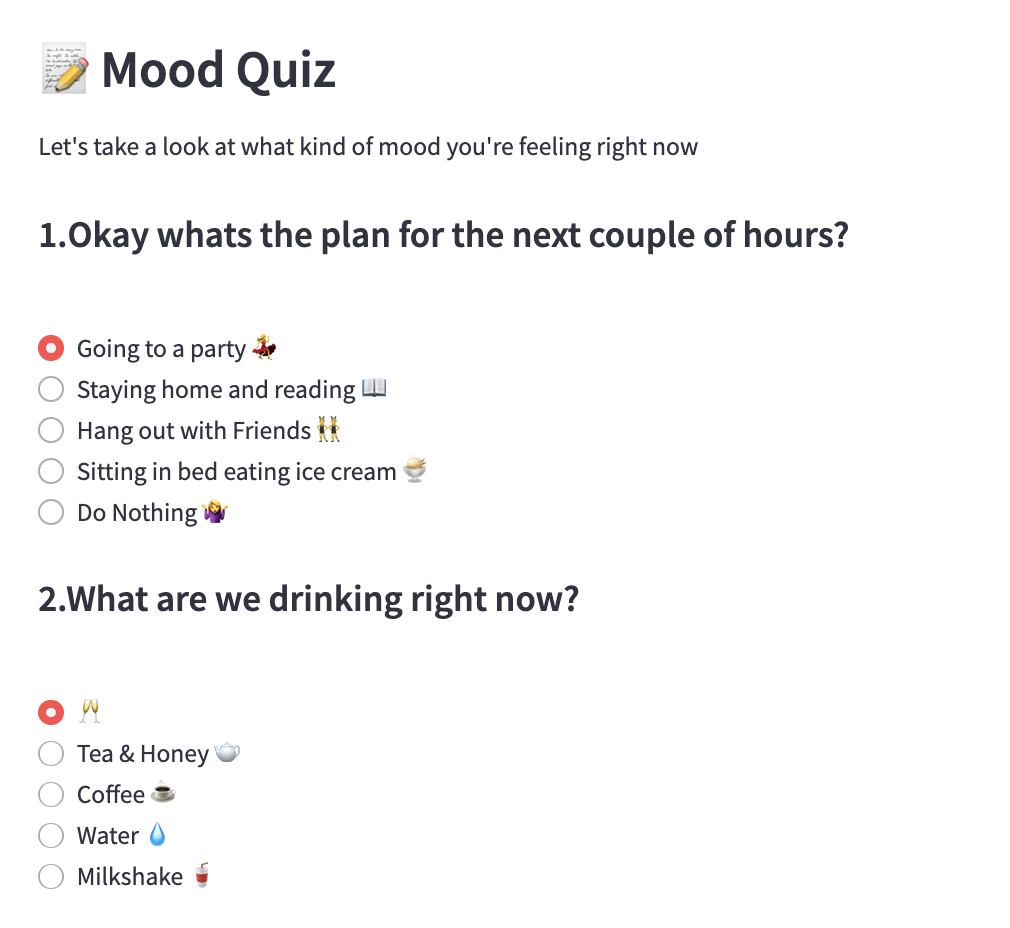 📝 Mood Quiz
Let's take a look at what kind of mood you're feeling right now
1.Okay whats the plan for the next couple of hours?
Going to a party 💃
Staying home and reading 📖
Hang out with Friends 👯
Sitting in bed eating ice cream 🍨
Do Nothing 🤷‍♀️
2.What are we drinking right now?
🥂
Tea & Honey 🫖
Coffee ☕
Water 💧
Milkshake 🥤